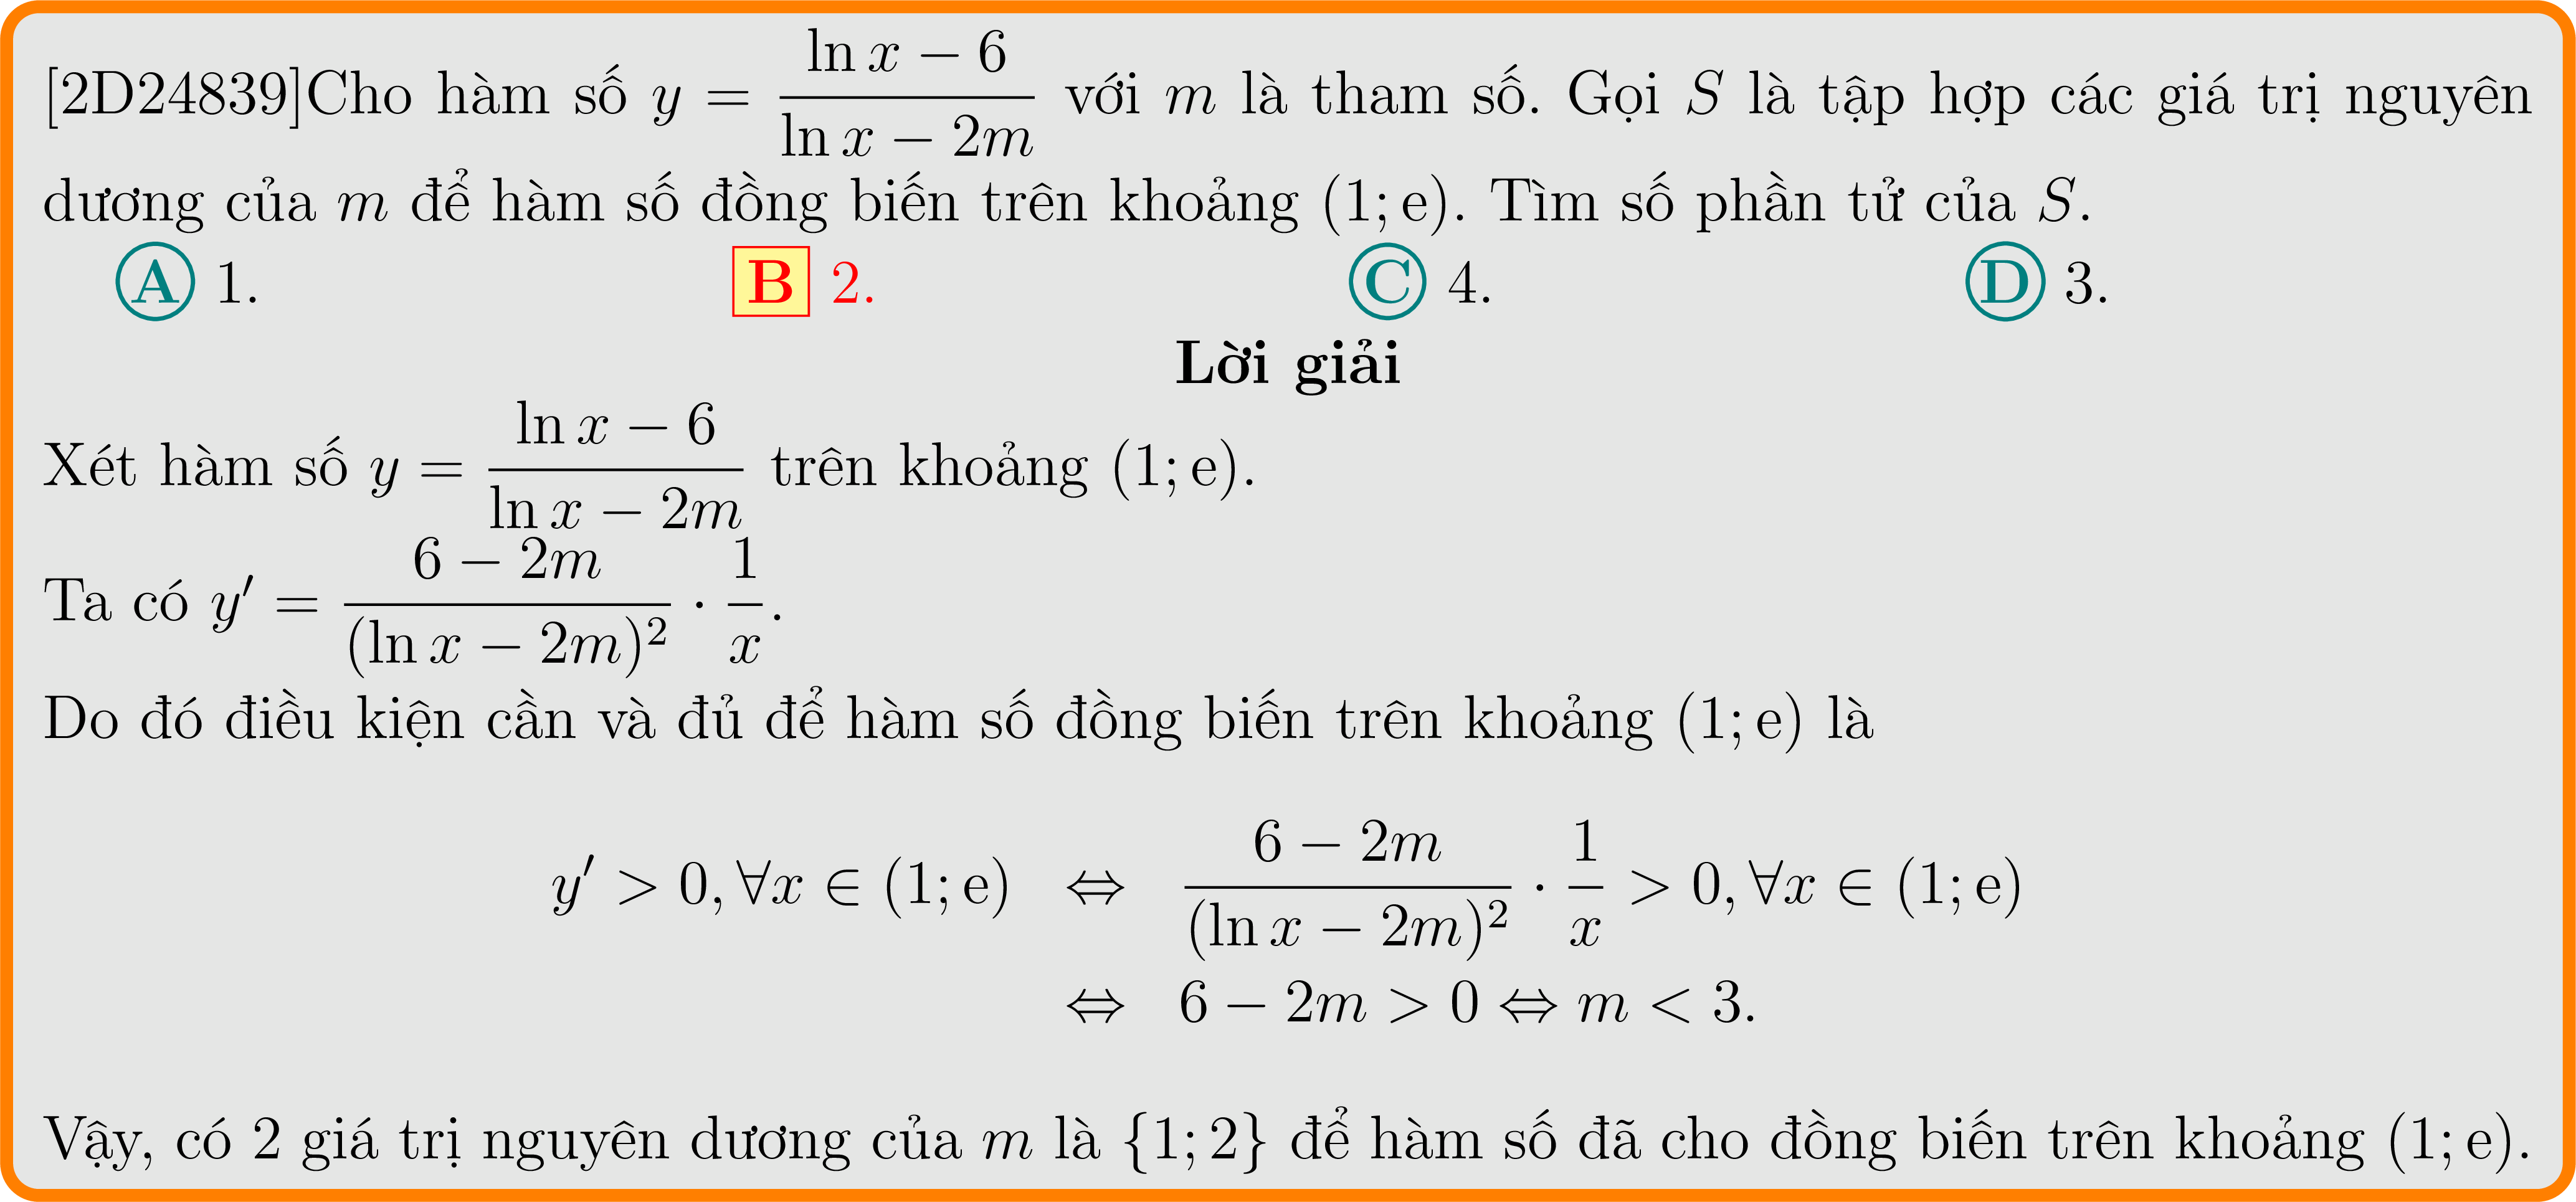 [2D24839]Cho hàm số $y = \dfrac{\ln x - 6}{\ln x - 2m}$ với $m$ là tham số. Gọi $S$ là tập hợp các giá trị nguyên
dương của $m$ để hàm số đồng biến trên khoảng $(1; \mathrm{e})$. Tìm số phần tử của $S$.
A 1. B 2. C 4. D 3.
Lời giải
Xét hàm số $y = \dfrac{\ln x - 6}{\ln x - 2m}$ trên khoảng $(1; \mathrm{e})$.
Ta có $y' = \dfrac{6 - 2m}{(\ln x - 2m)^2} \cdot \dfrac{1}{x}$.
Do đó điều kiện cần và đủ để hàm số đồng biến trên khoảng $(1; \mathrm{e})$ là
$y' > 0, \forall x \in (1; \mathrm{e}) \Leftrightarrow \dfrac{6 - 2m}{(\ln x - 2m)^2} \cdot \dfrac{1}{x} > 0, \forall x \in (1; \mathrm{e})$
$\Leftrightarrow 6 - 2m > 0 \Leftrightarrow m < 3.$
Vậy, có 2 giá trị nguyên dương của $m$ là $\{1; 2\}$ để hàm số đã cho đồng biến trên khoảng $(1; \mathrm{e})$.